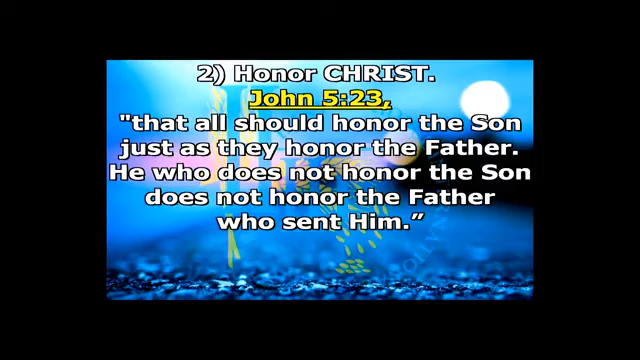 2) Honor CHRIST.
John 5:23,
"that all should honor the Son
just as they honor the Father.
He who does not honor the Son
does not honor the Father
who sent Him.”